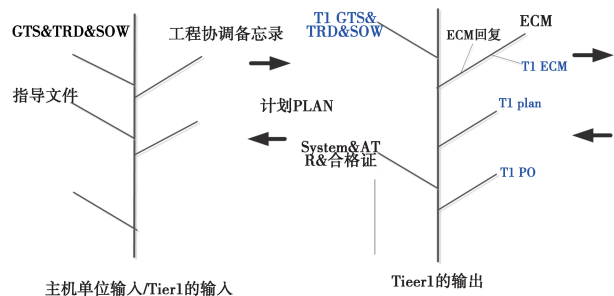 GTS&TRD&SOW
工程协调备忘录
指导文件
主机单位输入/Tier1的输入
计划PLAN
T1 GTS&
TRD&SOW
ECM
ECM回复
T1 ECM
T1 plan
System&AT
R&合格证
T1 PO
Tieer1的输出